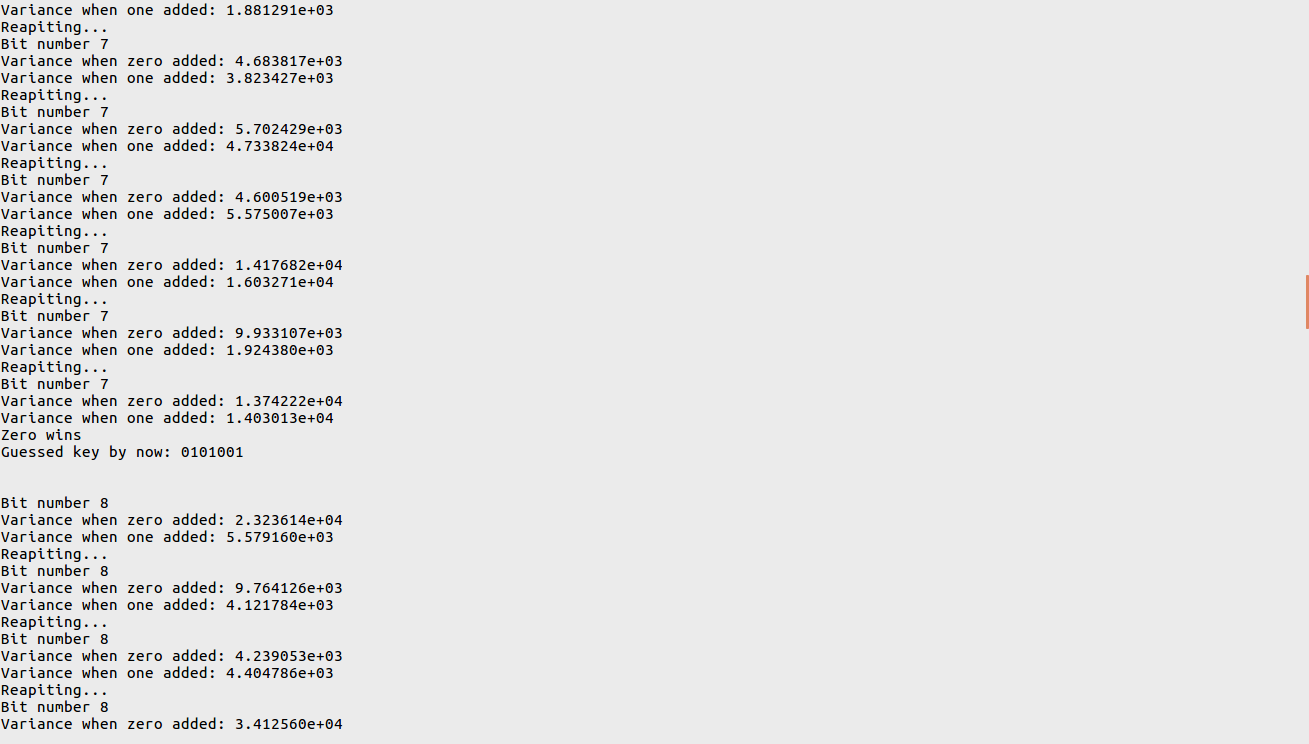 Variance when one added: 1.881291e+03
Reapiting...
Bit number 7
Variance when zero added: 4.683817e+03
Variance when one added: 3.823427e+03
Reapiting...
Bit number 7
Variance when zero added: 5.702429e+03
Variance when one added: 4.733824e+04
Reapiting...
Bit number 7
Variance when zero added: 4.600519e+03
Variance when one added: 5.575007e+03
Reapiting...
Bit number 7
Variance when zero added: 1.417682e+04
Variance when one added: 1.603271e+04
Reapiting...
Bit number 7
Variance when zero added: 9.933107e+03
Variance when one added: 1.924380e+03
Reapiting...
Bit number 7
Variance when zero added: 1.374222e+04
Variance when one added: 1.403013e+04
Zero wins
Guessed key by now: 0101001
Bit number 8
Variance when zero added: 2.323614e+04
Variance when one added: 5.579160e+03
Reapiting...
Bit number 8
Variance when zero added: 9.764126e+03
Variance when one added: 4.121784e+03
Reapiting...
Bit number 8
Variance when zero added: 4.239053e+03
Variance when one added: 4.404786e+03
Reapiting...
Bit number 8
Variance when zero added: 3.412560e+04